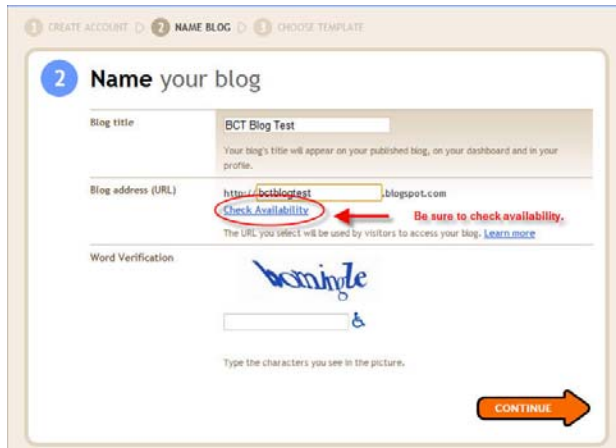 1 CREATE ACCOUNT 2 NAME BLOG 3 CHOOSE TEMPLATE
2 Name your blog
Blog title BCT Blog Test
Your blog's title will appear on your published blog, on your dashboard and in your
profile.
Blog address (URL) http:// bctblogtest .blogspot.com
Check Availability Be sure to check availability.
The URL you select will be used by visitors to access your blog. Learn more
Word Verification
bomingle
Type the characters you see in the picture.
CONTINUE